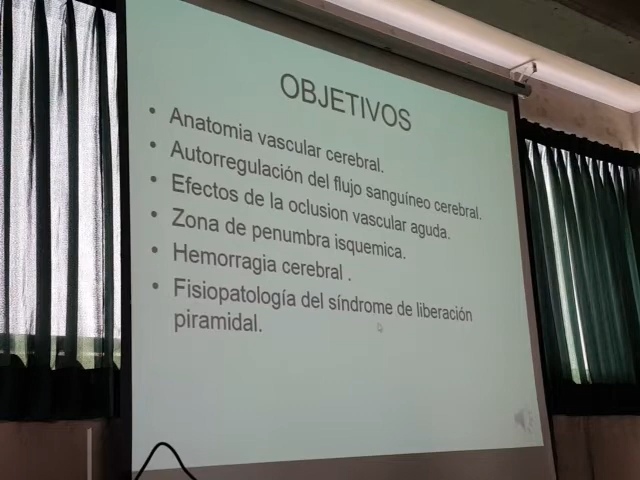 OBJETIVOS
• Anatomia vascular cerebral.
• Autorregulación del flujo sanguíneo cerebral.
• Efectos de la oclusion vascular aguda.
• Zona de penumbra isquemica.
• Hemorragia cerebral .
• Fisiopatología del síndrome de liberación
piramidal.